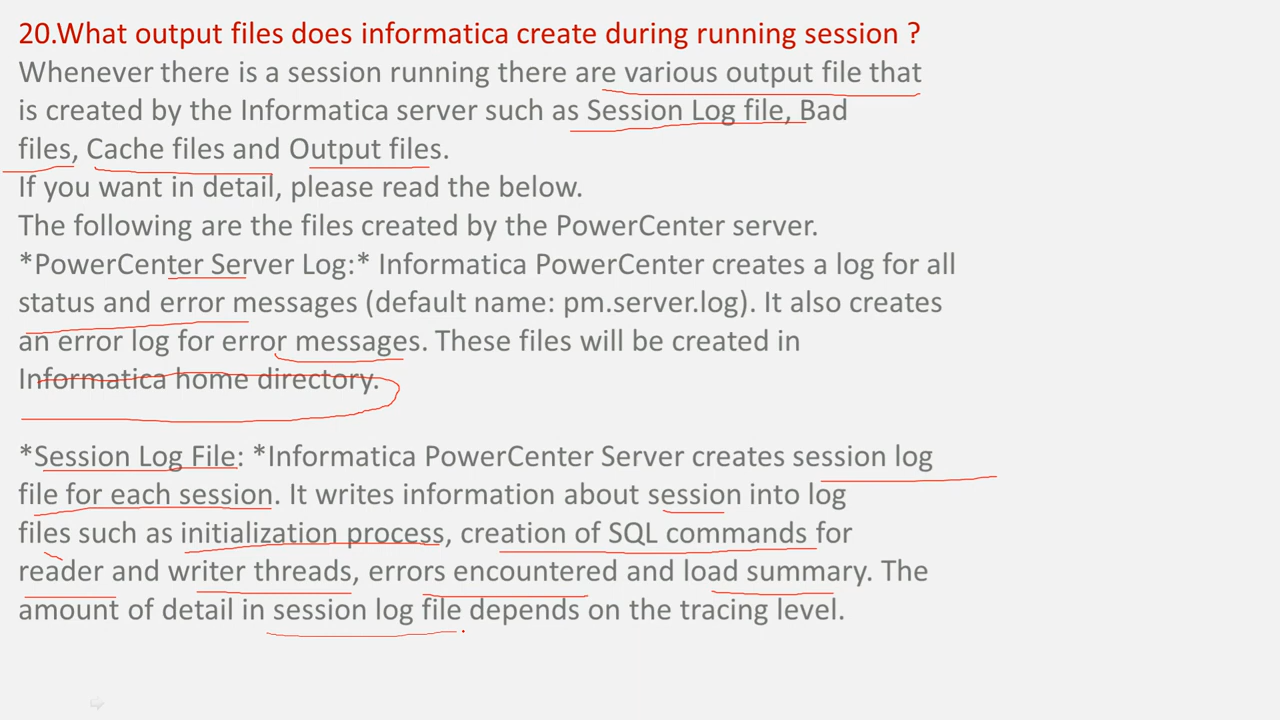 20.What output files does informatica create during running session ?
Whenever there is a session running there are various output file that
is created by the Informatica server such as Session Log file, Bad
files, Cache files and Output files.
If you want in detail, please read the below.
The following are the files created by the PowerCenter server.
*PowerCenter Server Log:* Informatica PowerCenter creates a log for all
status and error messages (default name: pm.server.log). It also creates
an error log for error messages. These files will be created in
Informatica home directory.
*Session Log File: *Informatica PowerCenter Server creates session log
file for each session. It writes information about session into log
files such as initialization process, creation of SQL commands for
reader and writer threads, errors encountered and load summary. The
amount of detail in session log file depends on the tracing level.